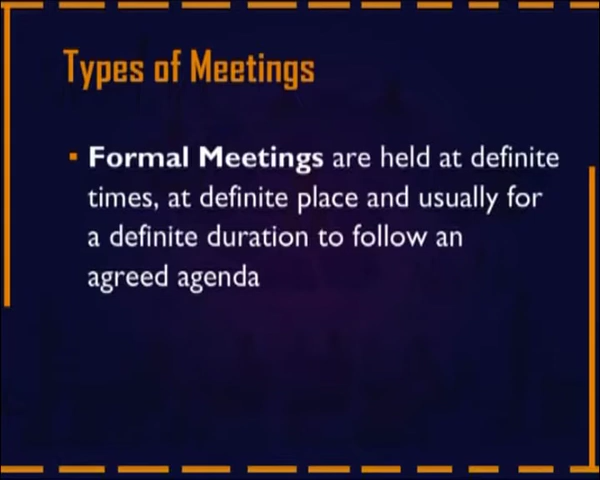 Types of Meetings
▪ Formal Meetings are held at definite
times, at definite place and usually for
a definite duration to follow an
agreed agenda